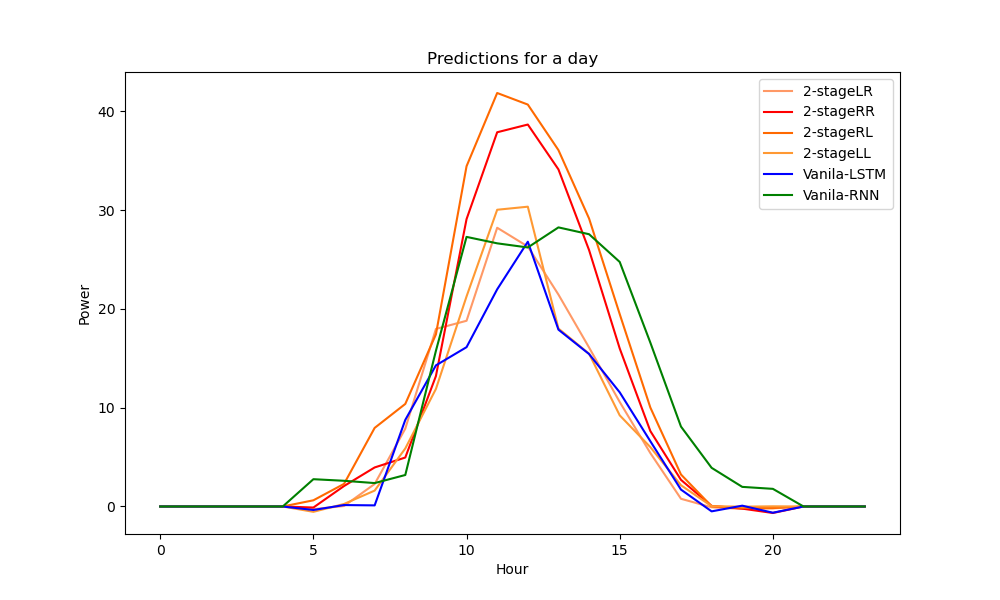 Predictions for a day
2-stageLR
2-stageRR
2-stageRL
2-stageLL
Vanila-LSTM
Vanila-RNN
40
30
20
10
0
Power
0 5 10 15 20
Hour